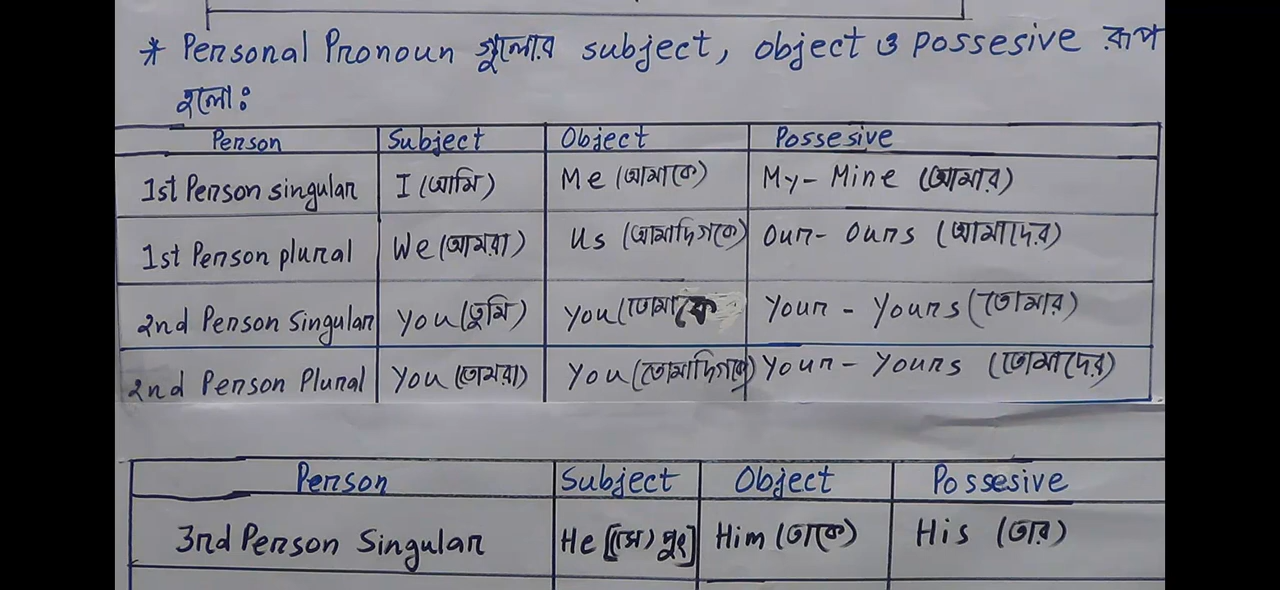 * Personal Pronoun গুলোর subject, object ও possesive রূপ
হলো:
Person Subject Object Possesive
1st Person singular I (আমি) Me (আমাকে) My- Mine (আমার)
1st Person plural We (আমরা) Us (আমাদিগকে) Our- Ours (আমাদের)
2nd Person Singular You (তুমি) You (তোমাকে Your - Yours (তোমার)
2nd Person Plural You (তোমরা) You (তোমাদিগকে) Your - Yours (তোমাদের)
Person Subject Object Possesive
3rd Person Singular He [(সে) পুং] Him (তাকে) His (তার)